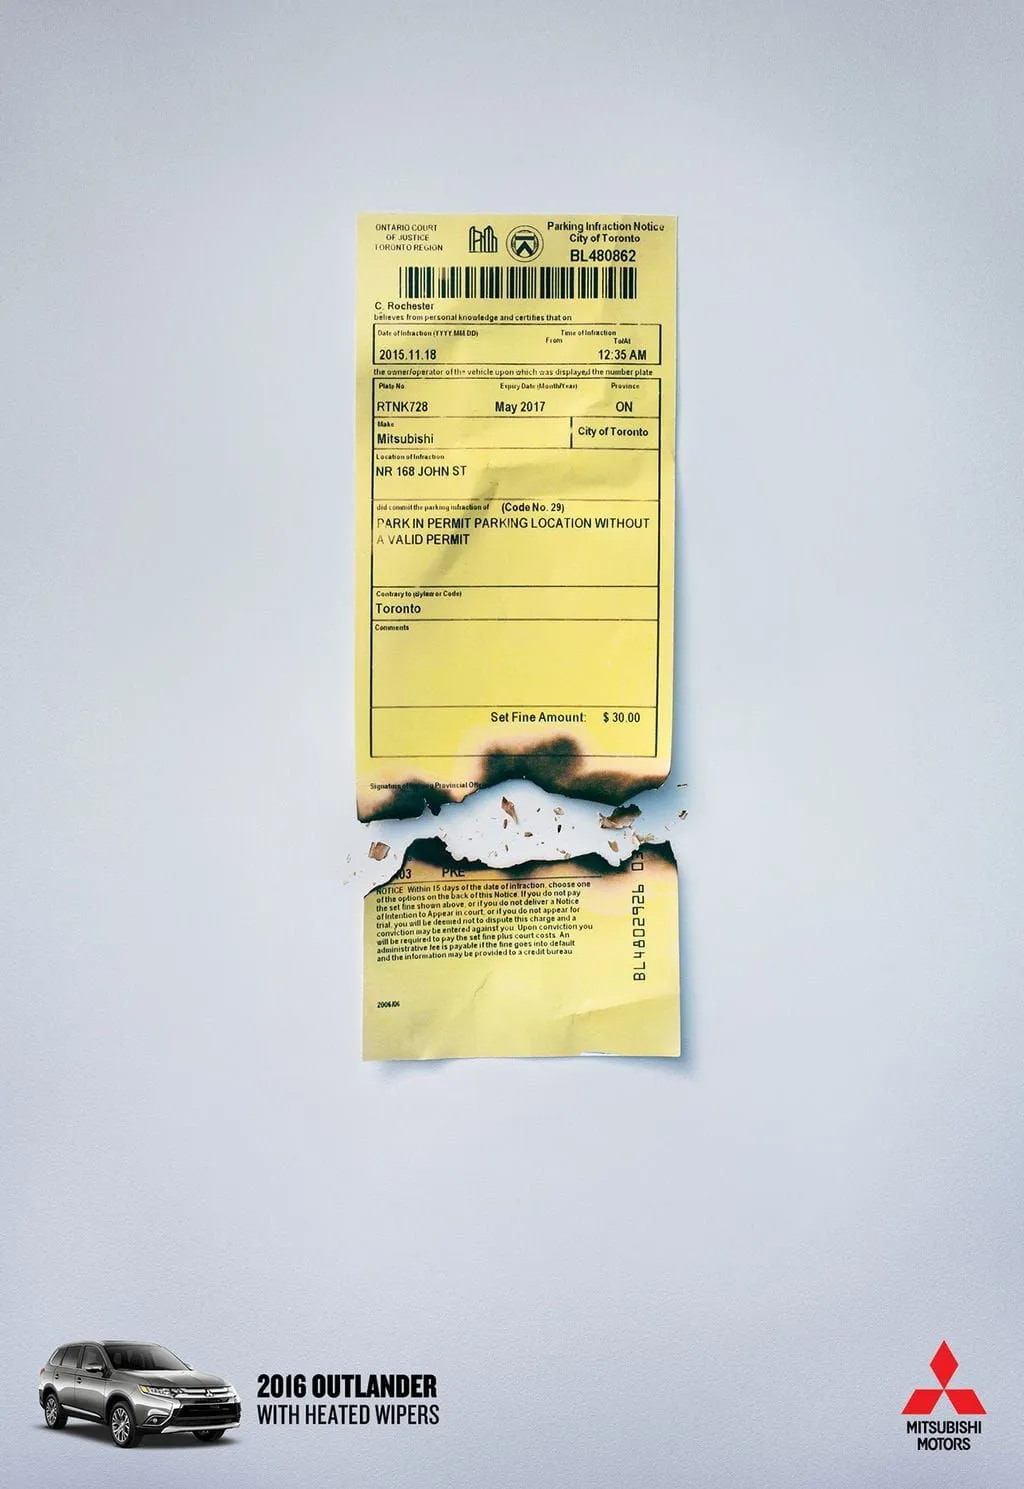 ONTARIO COURT
OF JUSTICE
TORONTO REGION
Parking Infraction Notice
City of Toronto
BL480862
C. Rochester
believes from personal knowledge and certifies that on
Date of Infraction (YYYY MM DD)
Time of Infraction
From To/At
2015.11.18 12:35 AM
the owner/operator of the vehicle upon which was displayed the number plate
Plate No. Expiry Date (Month/Year) Province
RTNK728 May 2017 ON
Make
Mitsubishi
City of Toronto
Location of Infraction
NR 168 JOHN ST
did commit the parking infraction of (Code No. 29)
PARK IN PERMIT PARKING LOCATION WITHOUT
A VALID PERMIT
Contrary to (Bylaw or Code)
Toronto
Comments
Set Fine Amount: $ 30.00
Signature of Provincial
03 PKE
NOTICE Within 15 days of the date of infraction, choose one
of the options on the back of this Notice. If you do not pay
the set fine shown above, or if you do not deliver a Notice
of Intention to Appear in court, or if you do not appear for
trial, you will be deemed not to dispute this charge and a
conviction may be entered against you. Upon conviction you
will be required to pay the set fine plus court costs. An
administrative fee is payable if the fine goes into default
and the information may be provided to a credit bureau
BL4802926 03
2006/06
2016 OUTLANDER
WITH HEATED WIPERS
MITSUBISHI
MOTORS